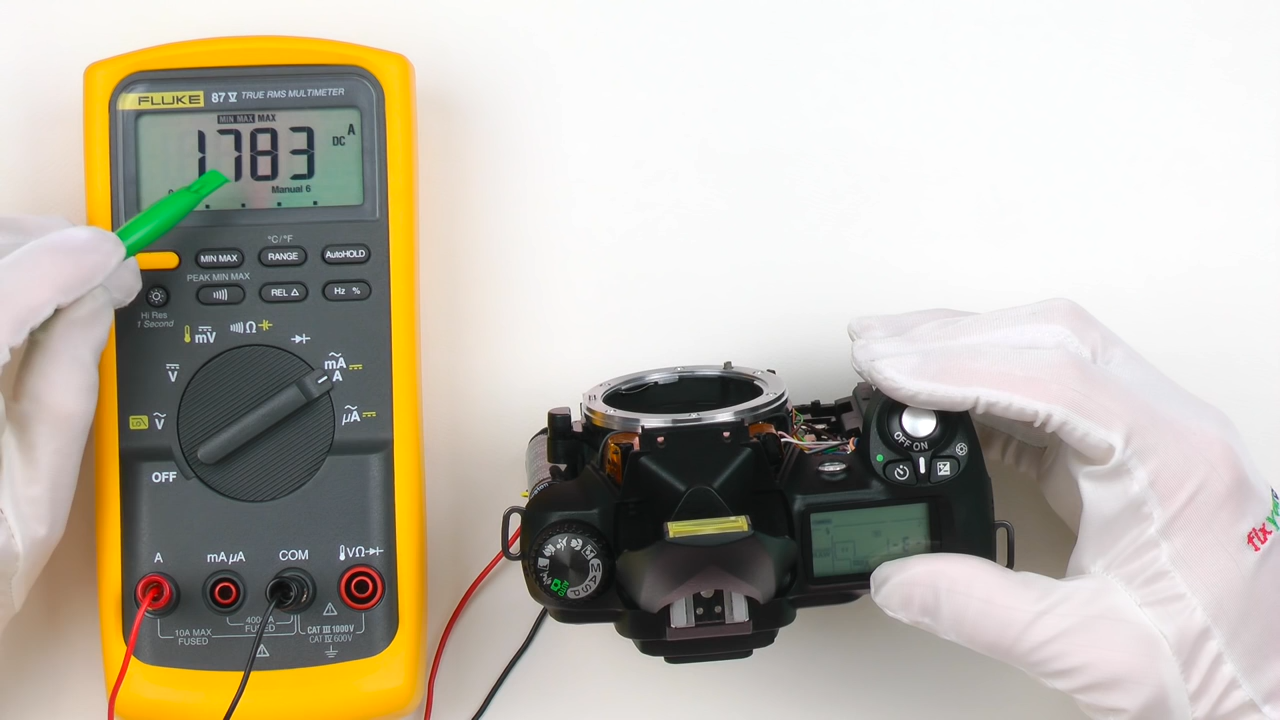 FLUKE 87 V TRUE RMS MULTIMETER
MIN MAX MAX
1783 DC A
Manual 6
°C/°F
MIN MAX RANGE AutoHOLD
PEAK MIN MAX
REL Δ Hz %
Hi Res
1 Second
mV Ω
V mA
A
V μA
OFF
A mA μA COM VΩ
10A MAX
FUSED
FUSED
CAT III 1000V
CAT IV 600V
OFF ON
AUTO
M A S P